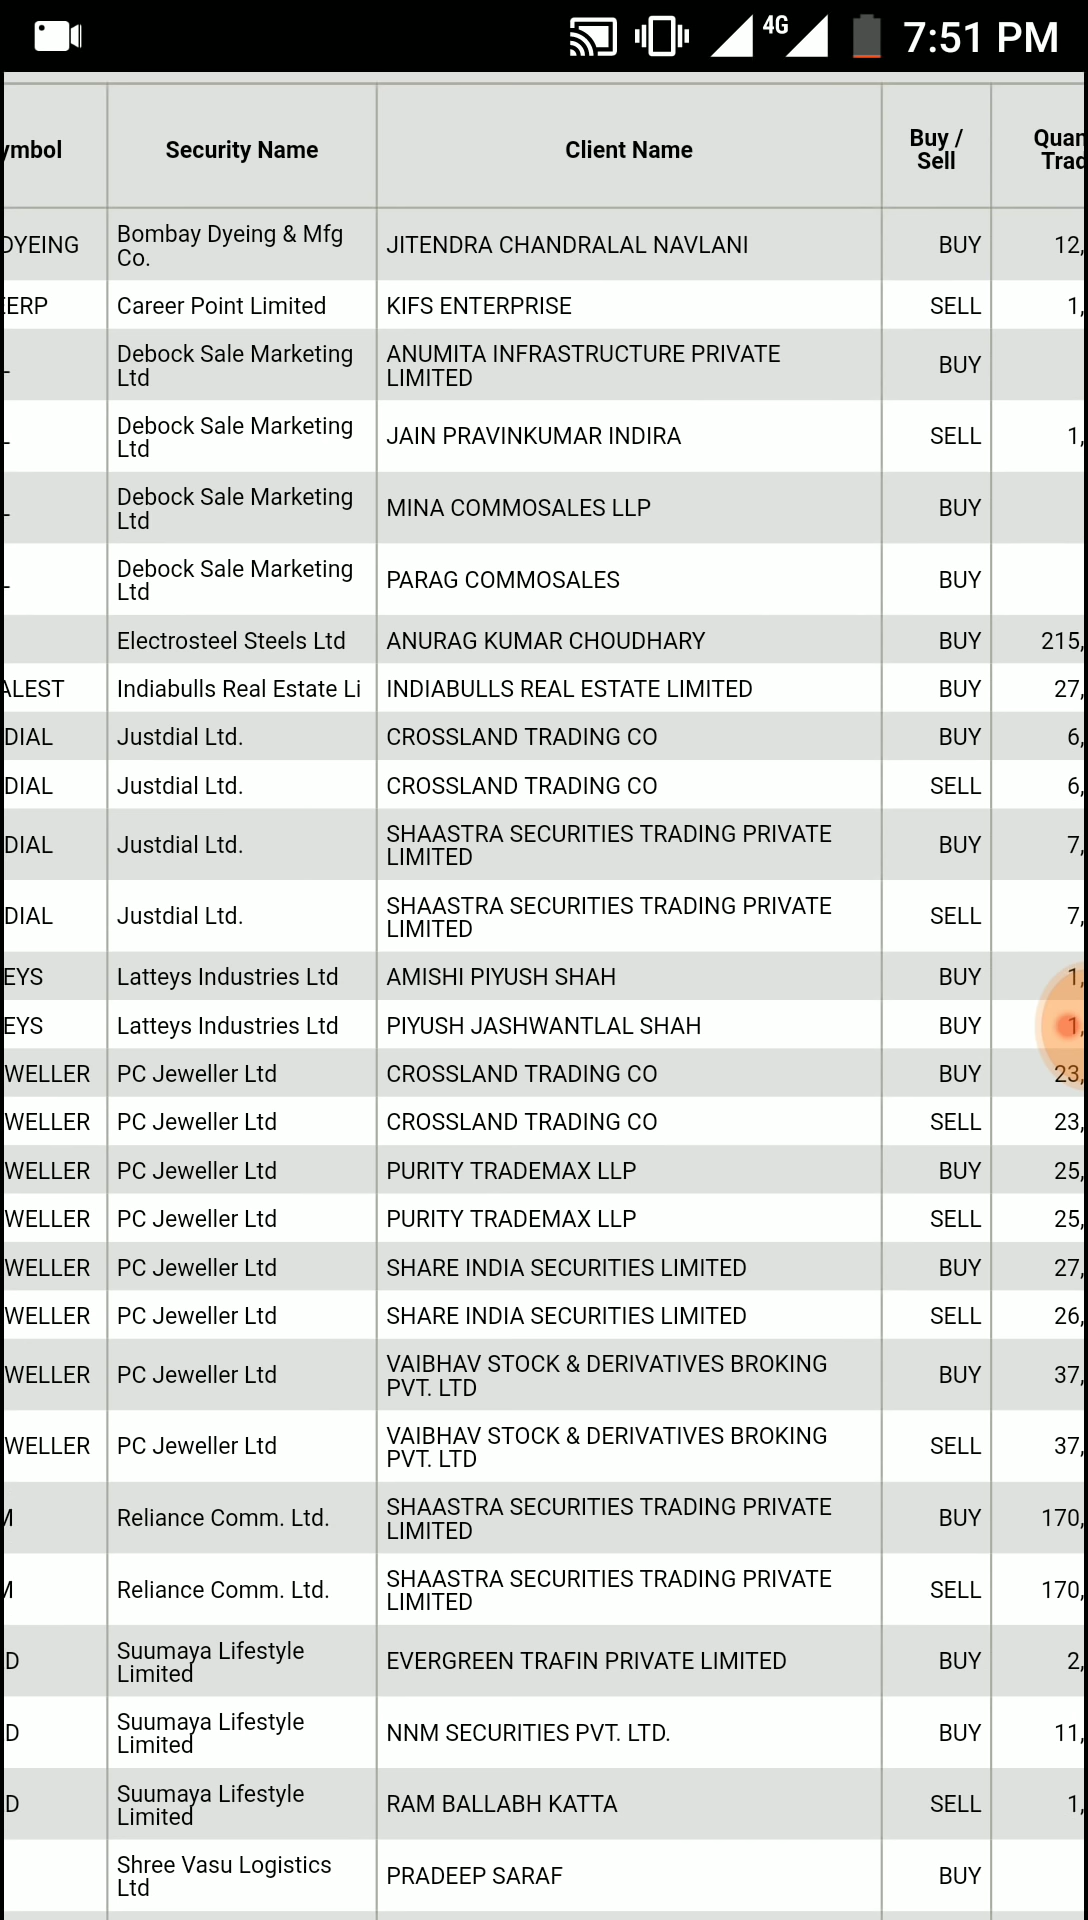 4G 7:51 PM
ymbol Security Name Client Name Buy / Sell Quan Trad
DYEING Bombay Dyeing & Mfg Co. JITENDRA CHANDRALAL NAVLANI BUY 12,
ERP Career Point Limited KIFS ENTERPRISE SELL 1,
L Debock Sale Marketing Ltd ANUMITA INFRASTRUCTURE PRIVATE LIMITED BUY
L Debock Sale Marketing Ltd JAIN PRAVINKUMAR INDIRA SELL 1,
L Debock Sale Marketing Ltd MINA COMMOSALES LLP BUY
L Debock Sale Marketing Ltd PARAG COMMOSALES BUY
Electrosteel Steels Ltd ANURAG KUMAR CHOUDHARY BUY 215,
ALEST Indiabulls Real Estate Li INDIABULLS REAL ESTATE LIMITED BUY 27,
DIAL Justdial Ltd. CROSSLAND TRADING CO BUY 6,
DIAL Justdial Ltd. CROSSLAND TRADING CO SELL 6,
DIAL Justdial Ltd. SHAASTRA SECURITIES TRADING PRIVATE LIMITED BUY 7,
DIAL Justdial Ltd. SHAASTRA SECURITIES TRADING PRIVATE LIMITED SELL 7,
EYS Latteys Industries Ltd AMISHI PIYUSH SHAH BUY 1,
EYS Latteys Industries Ltd PIYUSH JASHWANTLAL SHAH BUY 1,
WELLER PC Jeweller Ltd CROSSLAND TRADING CO BUY 23,
WELLER PC Jeweller Ltd CROSSLAND TRADING CO SELL 23,
WELLER PC Jeweller Ltd PURITY TRADEMAX LLP BUY 25,
WELLER PC Jeweller Ltd PURITY TRADEMAX LLP SELL 25,
WELLER PC Jeweller Ltd SHARE INDIA SECURITIES LIMITED BUY 27,
WELLER PC Jeweller Ltd SHARE INDIA SECURITIES LIMITED SELL 26,
WELLER PC Jeweller Ltd VAIBHAV STOCK & DERIVATIVES BROKING PVT. LTD BUY 37,
WELLER PC Jeweller Ltd VAIBHAV STOCK & DERIVATIVES BROKING PVT. LTD SELL 37,
M Reliance Comm. Ltd. SHAASTRA SECURITIES TRADING PRIVATE LIMITED BUY 170,
M Reliance Comm. Ltd. SHAASTRA SECURITIES TRADING PRIVATE LIMITED SELL 170,
D Suumaya Lifestyle Limited EVERGREEN TRAFIN PRIVATE LIMITED BUY 2,
D Suumaya Lifestyle Limited NNM SECURITIES PVT. LTD. BUY 11,
D Suumaya Lifestyle Limited RAM BALLABH KATTA SELL 1,
Shree Vasu Logistics Ltd PRADEEP SARAF BUY